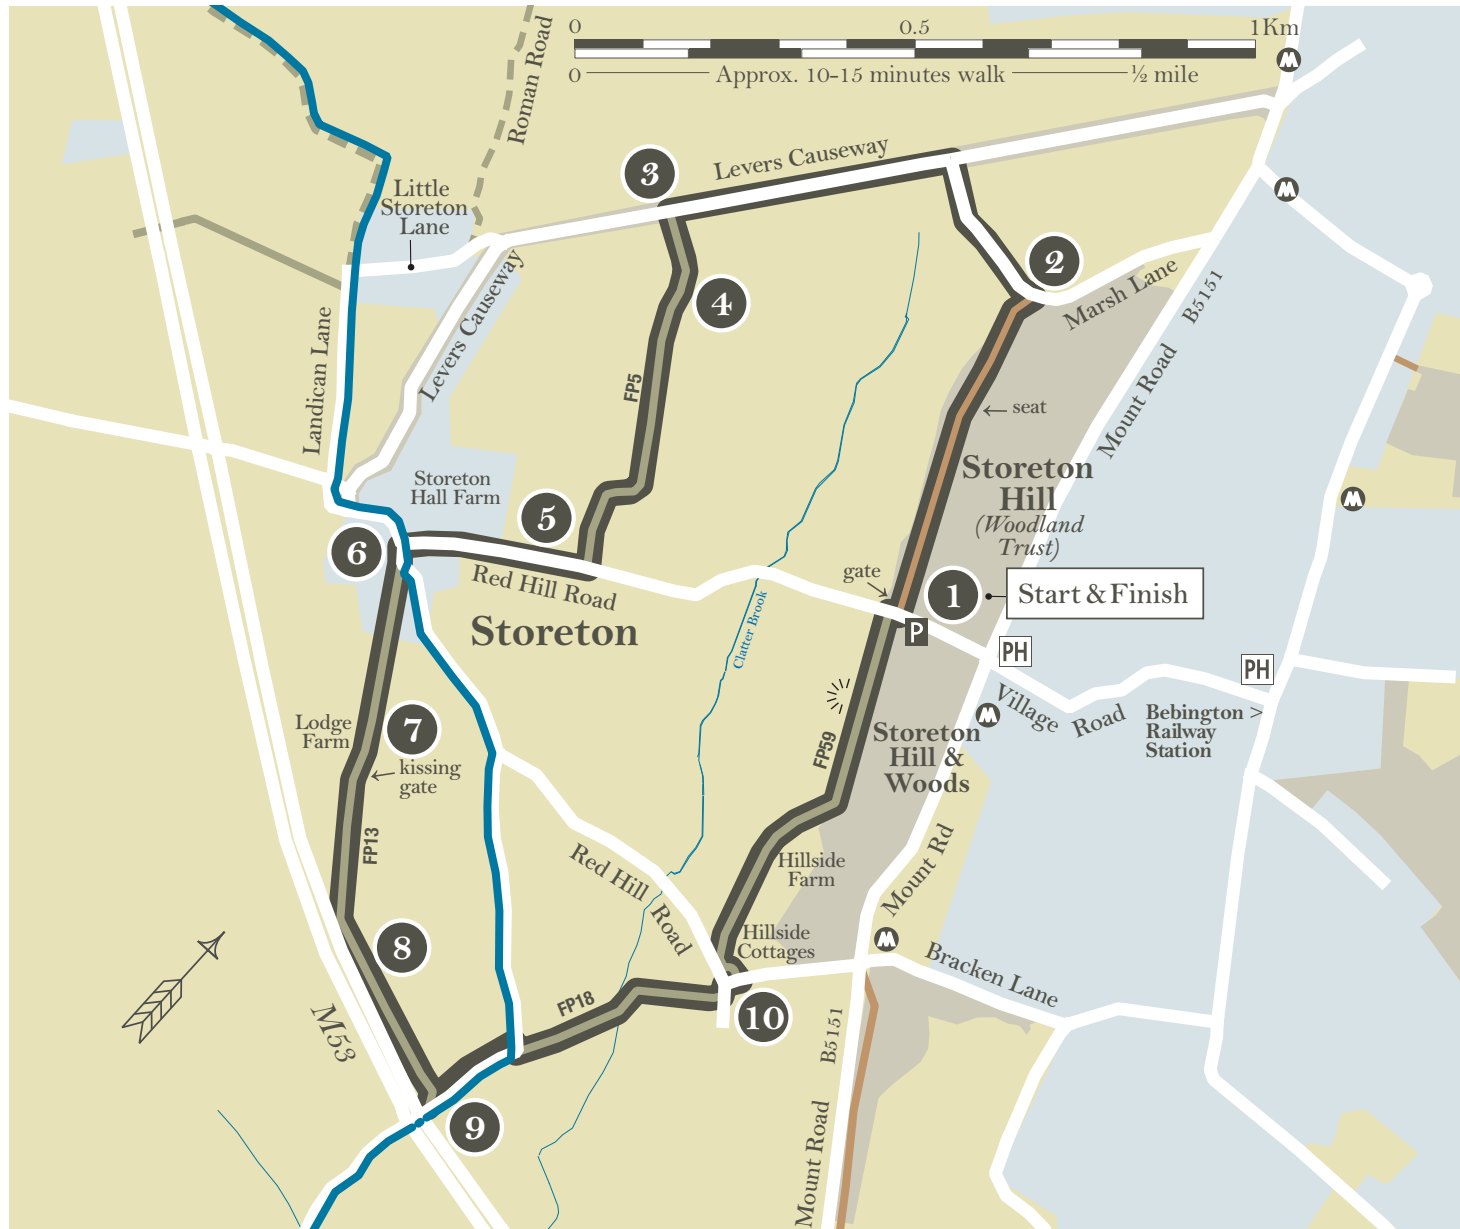 0
0.5
1Km
0
Approx. 10-15 minutes walk
½ mile
Roman Road
Levers Causeway
3
Little
Storeton
Lane
2
4
Marsh Lane
B5151
Landican Lane
Levers Causeway
FP5
seat
Mount Road
Storeton
Hill
(Woodland
Trust)
Storeton
Hall Farm
5
6
Red Hill Road
gate
1
Start & Finish
Storeton
Clatter Brook
P
PH
PH
Village Road
Bebington >
Railway
Station
Lodge
Farm
7
kissing
gate
FP59
Storeton
Hill &
Woods
FP13
Red Hill Road
Hillside
Farm
Mount Rd
8
Hillside
Cottages
Bracken Lane
M53
FP18
10
B5151
9
Mount Road
M
M
M
M
M